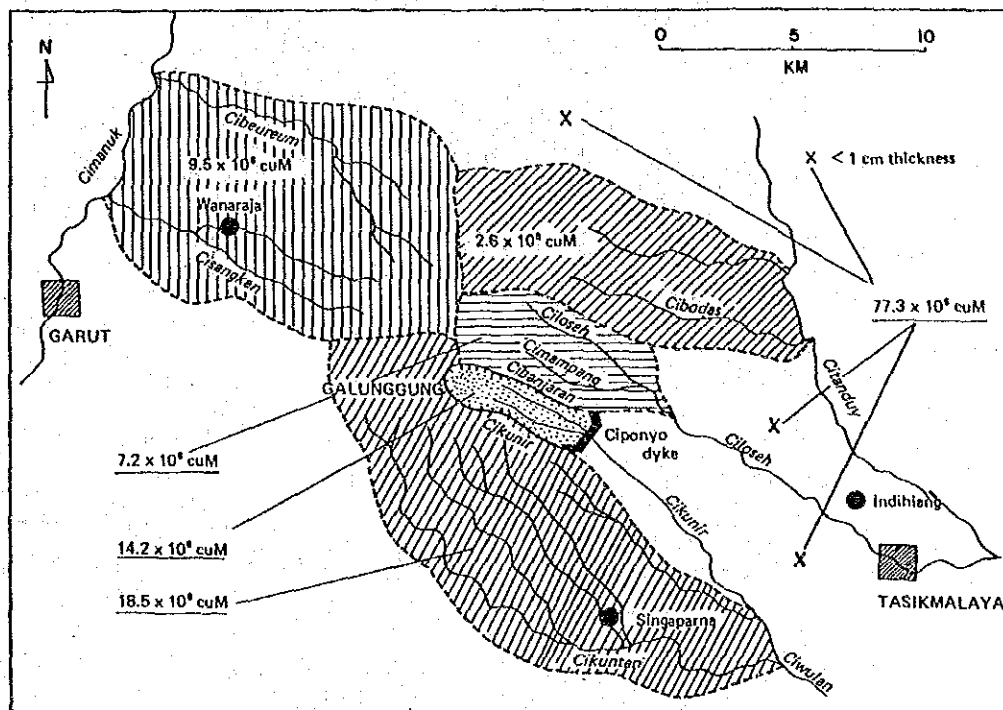 N
0 5 10
KM
Cimanuk
Cibeureum
9.5 x 10⁶ cuM
Wanaraja
Cisangkan
GARUT
X < 1 cm thickness
X
2.6 x 10⁶ cuM
Cibodas
77.3 x 10⁶ cuM
Ciloseh
Cimampang
Cibanjaran
GALUNGGUNG
Cikunir
Ciponyo
dyke
Citanduy
X
Ciloseh
7.2 x 10⁶ cuM
Cikunir
Indihiang
14.2 x 10⁶ cuM
X
TASIKMALAYA
18.5 x 10⁶ cuM
Singaparna
Cikunten
Ciwulan